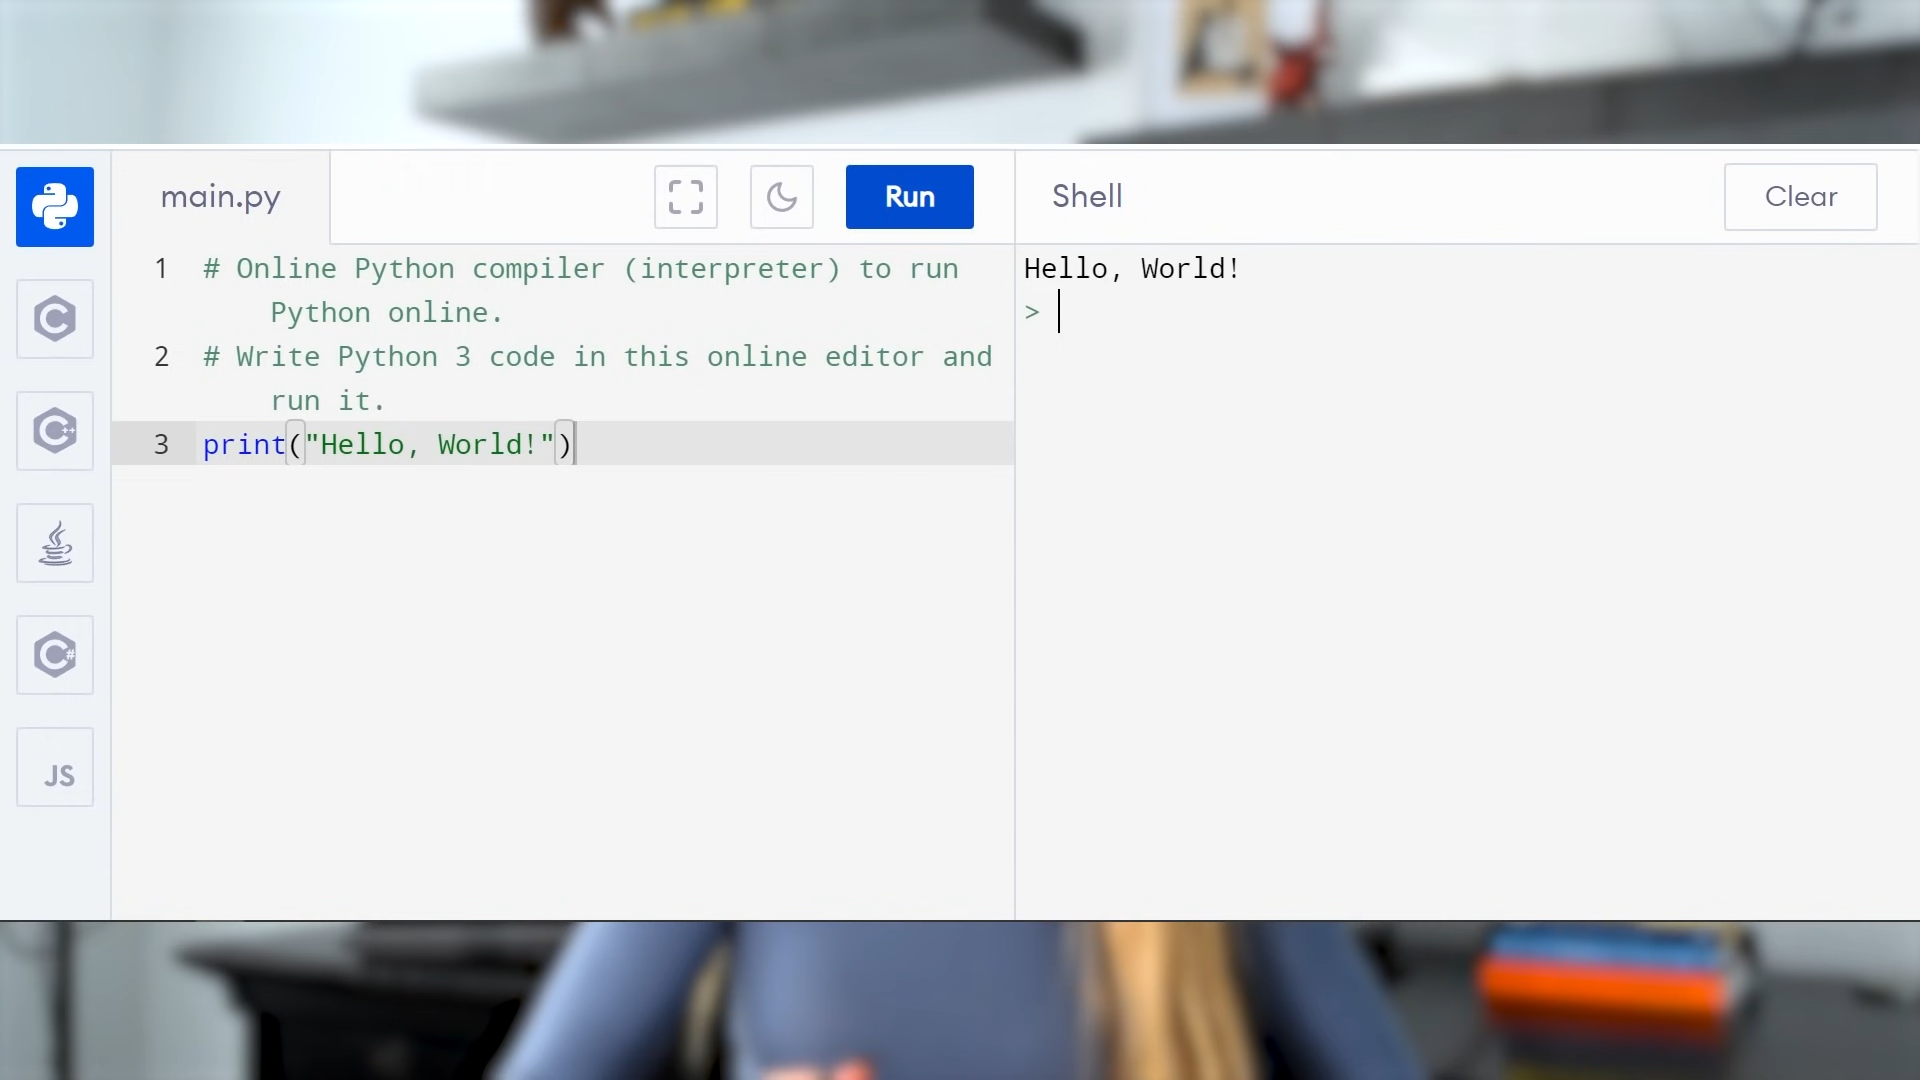 main.py
Run
Shell
Clear
1 # Online Python compiler (interpreter) to run
Python online.
2 # Write Python 3 code in this online editor and
run it.
3 print("Hello, World!")
Hello, World!
>
C
C++
C#
JS